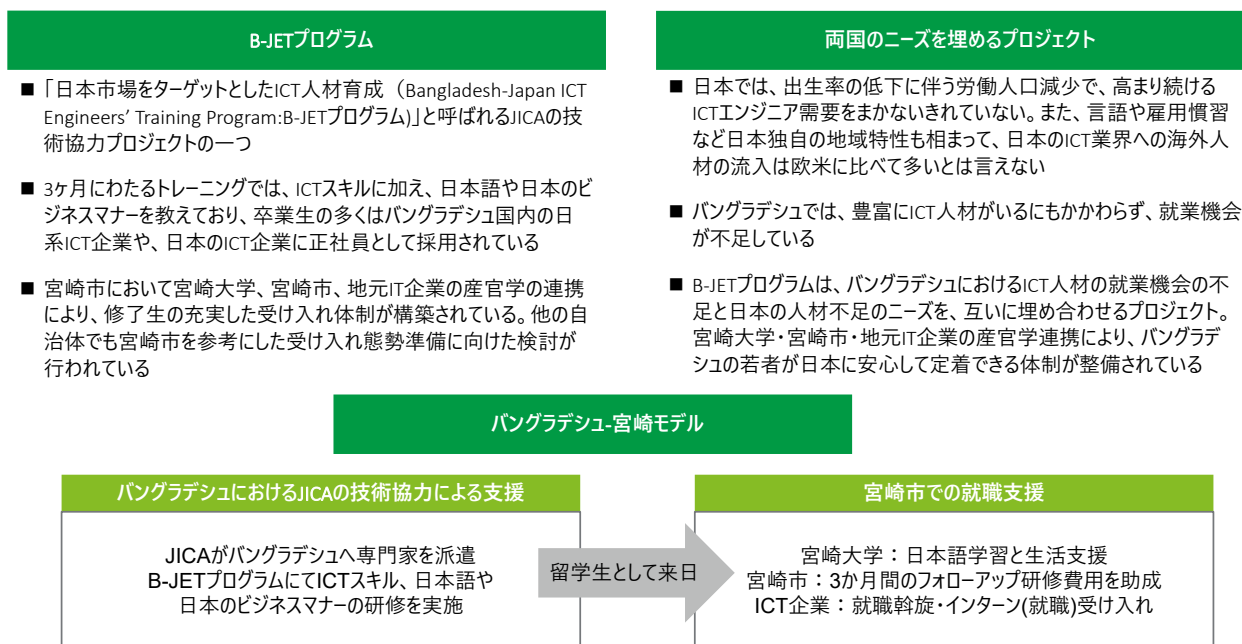 B-JETプログラム
■ 「日本市場をターゲットとしたICT人材育成（Bangladesh-Japan ICT
Engineers' Training Program:B-JETプログラム)」と呼ばれるJICAの技
術協力プロジェクトの一つ
■ 3ヶ月にわたるトレーニングでは、ICTスキルに加え、日本語や日本のビ
ジネスマナーを教えており、卒業生の多くはバングラデシュ国内の日
系ICT企業や、日本のICT企業に正社員として採用されている
■ 宮崎市において宮崎大学、宮崎市、地元IT企業の産官学の連携
により、修了生の充実した受け入れ体制が構築されている。他の自
治体でも宮崎市を参考にした受け入れ態勢準備に向けた検討が
行われている
両国のニーズを埋めるプロジェクト
■ 日本では、出生率の低下に伴う労働人口減少で、高まり続ける
ICTエンジニア需要をまかないきれていない。また、言語や雇用慣習
など日本独自の地域特性も相まって、日本のICT業界への海外人
材の流入は欧米に比べて多いとは言えない
■ バングラデシュでは、豊富にICT人材がいるにもかかわらず、就業機会
が不足している
■ B-JETプログラムは、バングラデシュにおけるICT人材の就業機会の不
足と日本の人材不足のニーズを、互いに埋め合わせるプロジェクト。
宮崎大学・宮崎市・地元IT企業の産官学連携により、バングラデ
シュの若者が日本に安心して定着できる体制が整備されている
バングラデシュ-宮崎モデル
バングラデシュにおけるJICAの技術協力による支援
JICAがバングラデシュへ専門家を派遣
B-JETプログラムにてICTスキル、日本語や
日本のビジネスマナーの研修を実施
留学生として来日
宮崎市での就職支援
宮崎大学：日本語学習と生活支援
宮崎市：3か月間のフォローアップ研修費用を助成
ICT企業：就職斡旋・インターン(就職)受け入れ